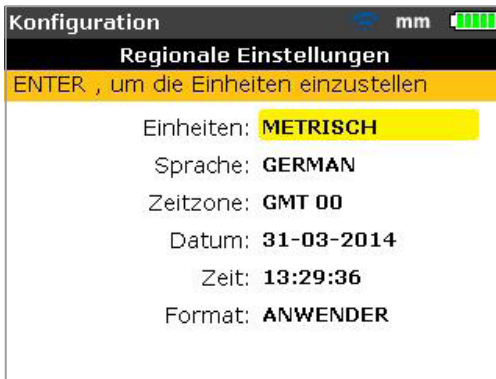 Konfiguration mm
Regionale Einstellungen
ENTER , um die Einheiten einzustellen
Einheiten: METRISCH
Sprache: GERMAN
Zeitzone: GMT 00
Datum: 31-03-2014
Zeit: 13:29:36
Format: ANWENDER